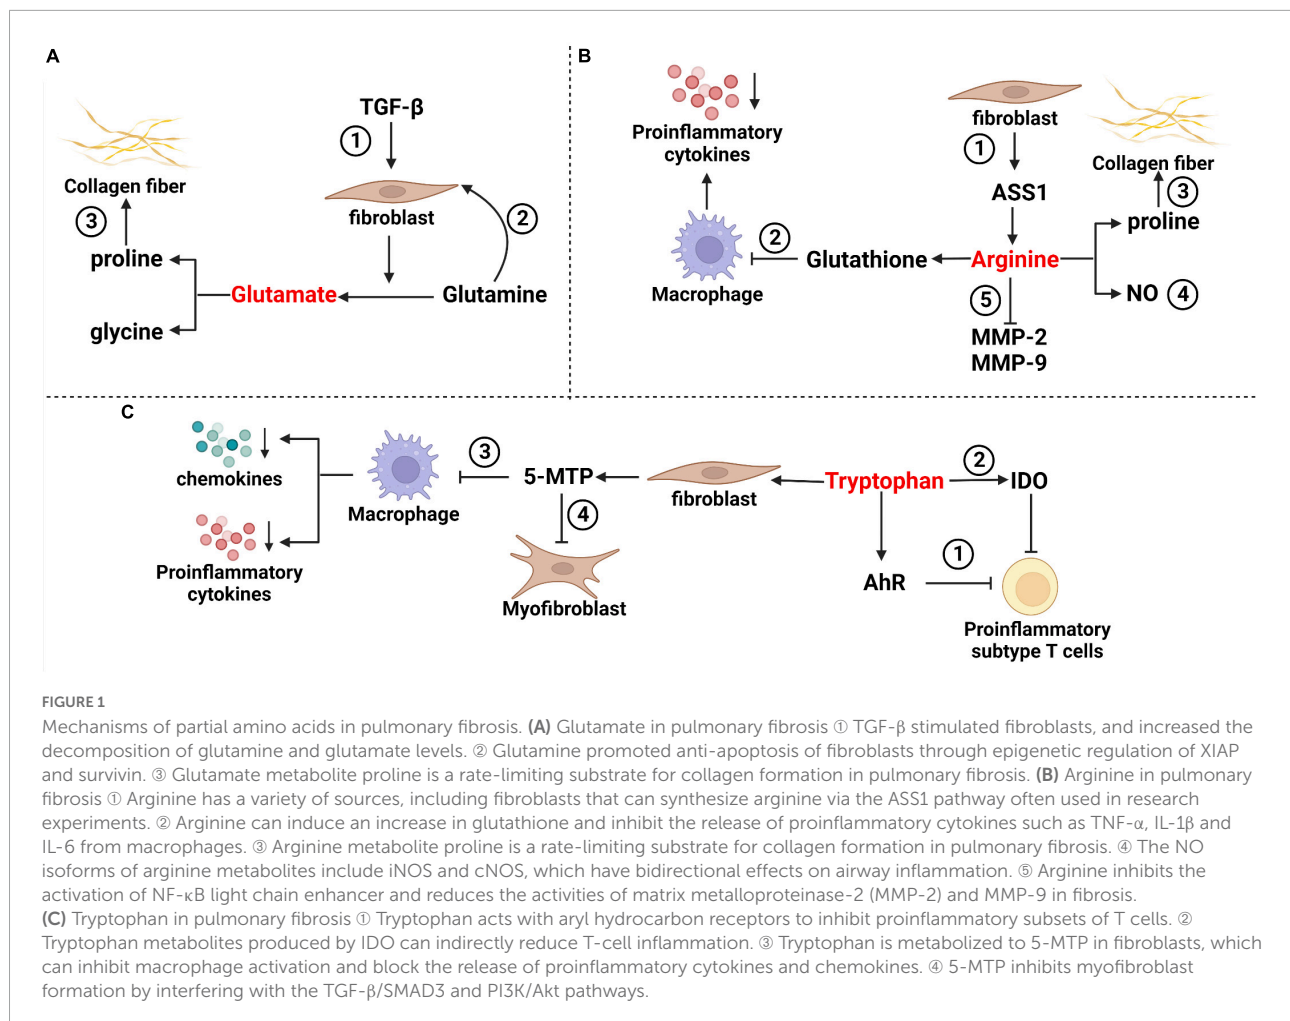 A
TGF-β
①
Collagen fiber
fibroblast
②
③
proline
Glutamate
Glutamine
glycine
B
Proinflammatory
cytokines
fibroblast
①
Collagen fiber
ASS1
③
proline
②
Glutathione
Arginine
Macrophage
NO ④
⑤
MMP-2
MMP-9
C
chemokines
③
5-MTP
Tryptophan
②
IDO
fibroblast
Macrophage
④
Proinflammatory
cytokines
①
AhR
Myofibroblast
Proinflammatory
subtype T cells
FIGURE 1
Mechanisms of partial amino acids in pulmonary fibrosis. (A) Glutamate in pulmonary fibrosis ① TGF-β stimulated fibroblasts, and increased the
decomposition of glutamine and glutamate levels. ② Glutamine promoted anti-apoptosis of fibroblasts through epigenetic regulation of XIAP
and survivin. ③ Glutamate metabolite proline is a rate-limiting substrate for collagen formation in pulmonary fibrosis. (B) Arginine in pulmonary
fibrosis ① Arginine has a variety of sources, including fibroblasts that can synthesize arginine via the ASS1 pathway often used in research
experiments. ② Arginine can induce an increase in glutathione and inhibit the release of proinflammatory cytokines such as TNF-α, IL-1β and
IL-6 from macrophages. ③ Arginine metabolite proline is a rate-limiting substrate for collagen formation in pulmonary fibrosis. ④ The NO
isoforms of arginine metabolites include iNOS and cNOS, which have bidirectional effects on airway inflammation. ⑤ Arginine inhibits the
activation of NF-κB light chain enhancer and reduces the activities of matrix metalloproteinase-2 (MMP-2) and MMP-9 in fibrosis.
(C) Tryptophan in pulmonary fibrosis ① Tryptophan acts with aryl hydrocarbon receptors to inhibit proinflammatory subsets of T cells. ②
Tryptophan metabolites produced by IDO can indirectly reduce T-cell inflammation. ③ Tryptophan is metabolized to 5-MTP in fibroblasts, which
can inhibit macrophage activation and block the release of proinflammatory cytokines and chemokines. ④ 5-MTP inhibits myofibroblast
formation by interfering with the TGF-β/SMAD3 and PI3K/Akt pathways.